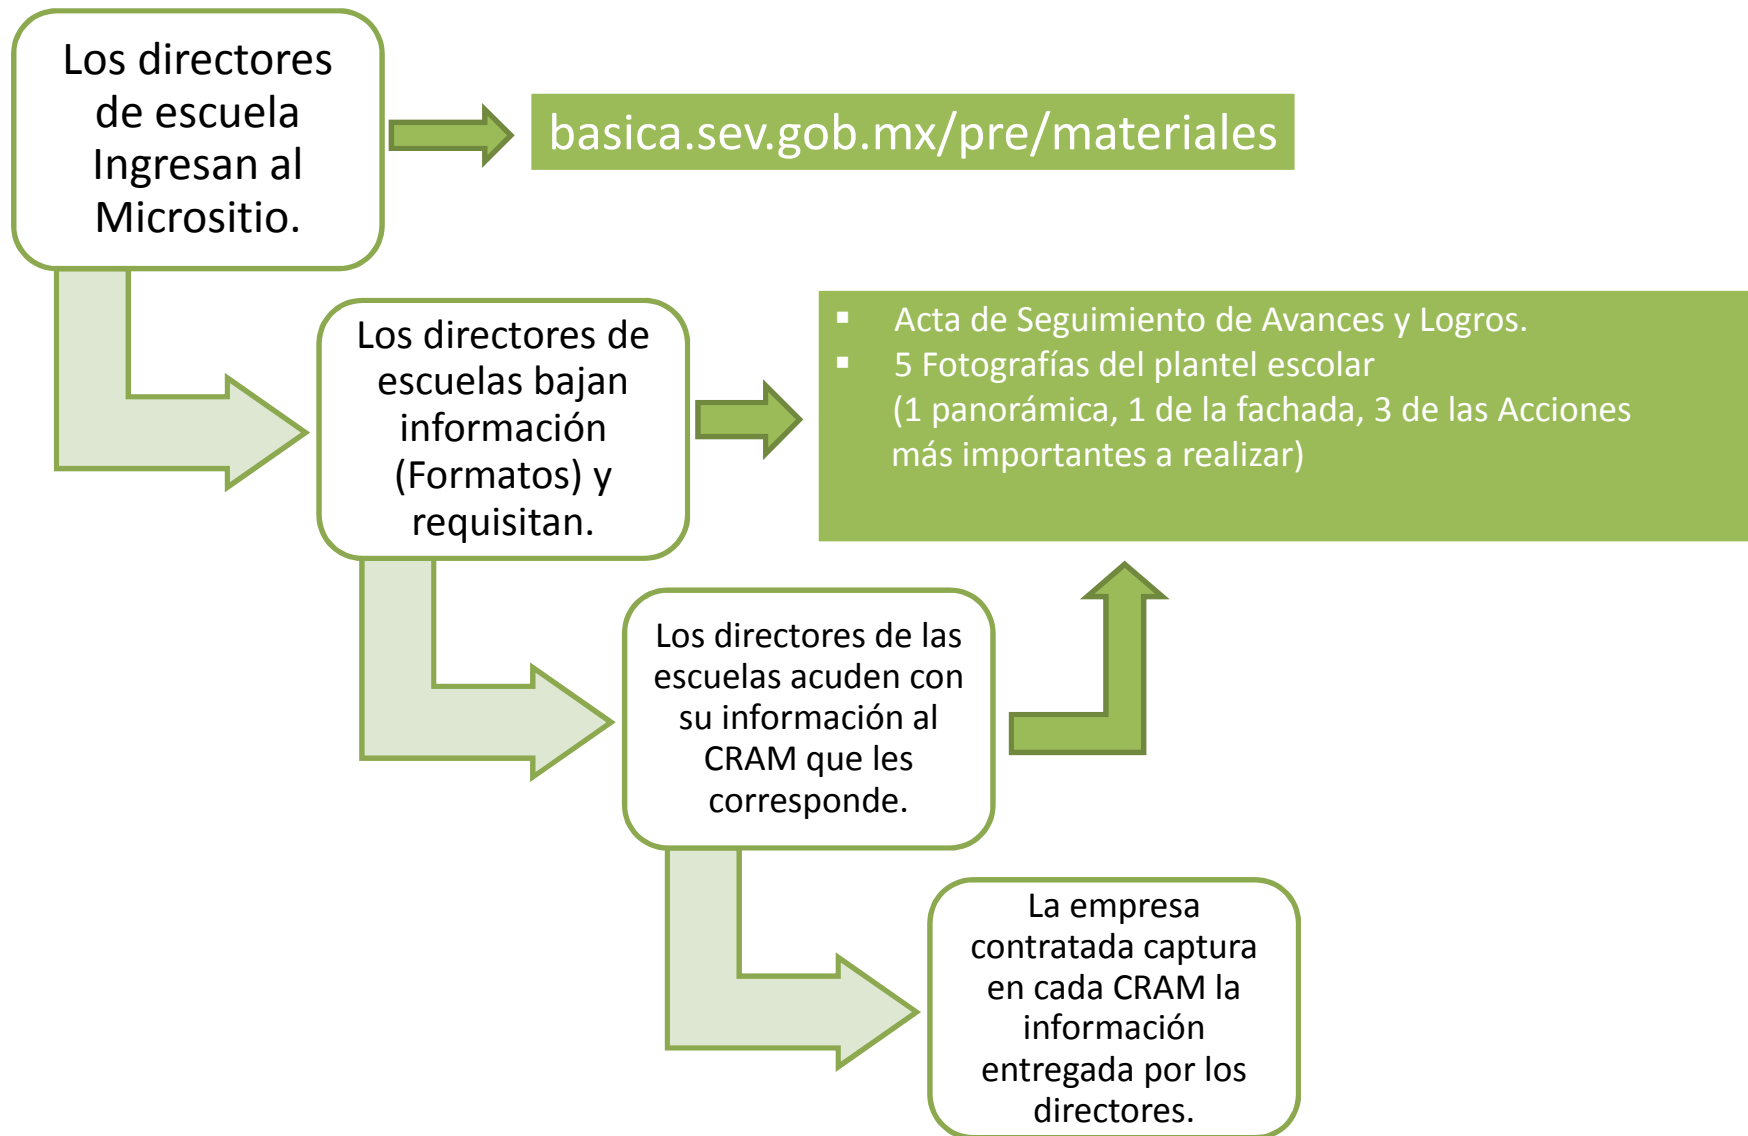 Los directores
de escuela
Ingresan al
Micrositio.
basica.sev.gob.mx/pre/materiales
Los directores de
escuelas bajan
información
(Formatos) y
requisitan.
▪ Acta de Seguimiento de Avances y Logros.
▪ 5 Fotografías del plantel escolar
(1 panorámica, 1 de la fachada, 3 de las Acciones
más importantes a realizar)
Los directores de las
escuelas acuden con
su información al
CRAM que les
corresponde.
La empresa
contratada captura
en cada CRAM la
información
entregada por los
directores.